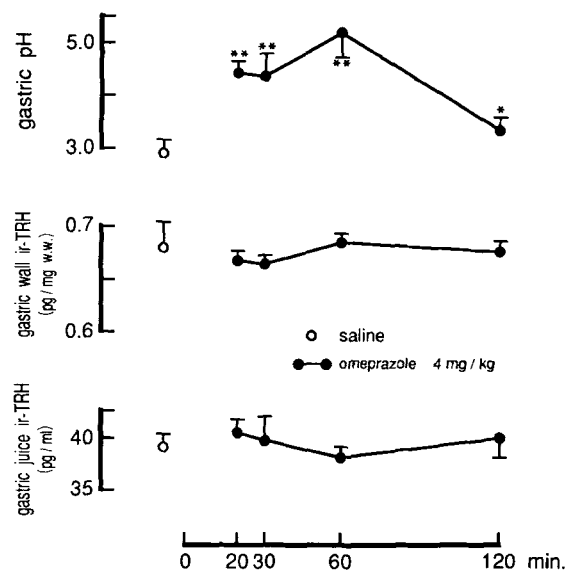 gastric pH
5.0
3.0
** ** ** *
gastric wall ir-TRH
(pg / mg w.w.)
0.7
0.6
saline
omeprazole 4 mg / kg
gastric juice ir-TRH
(pg / ml)
40
35
0 20 30 60 120 min.